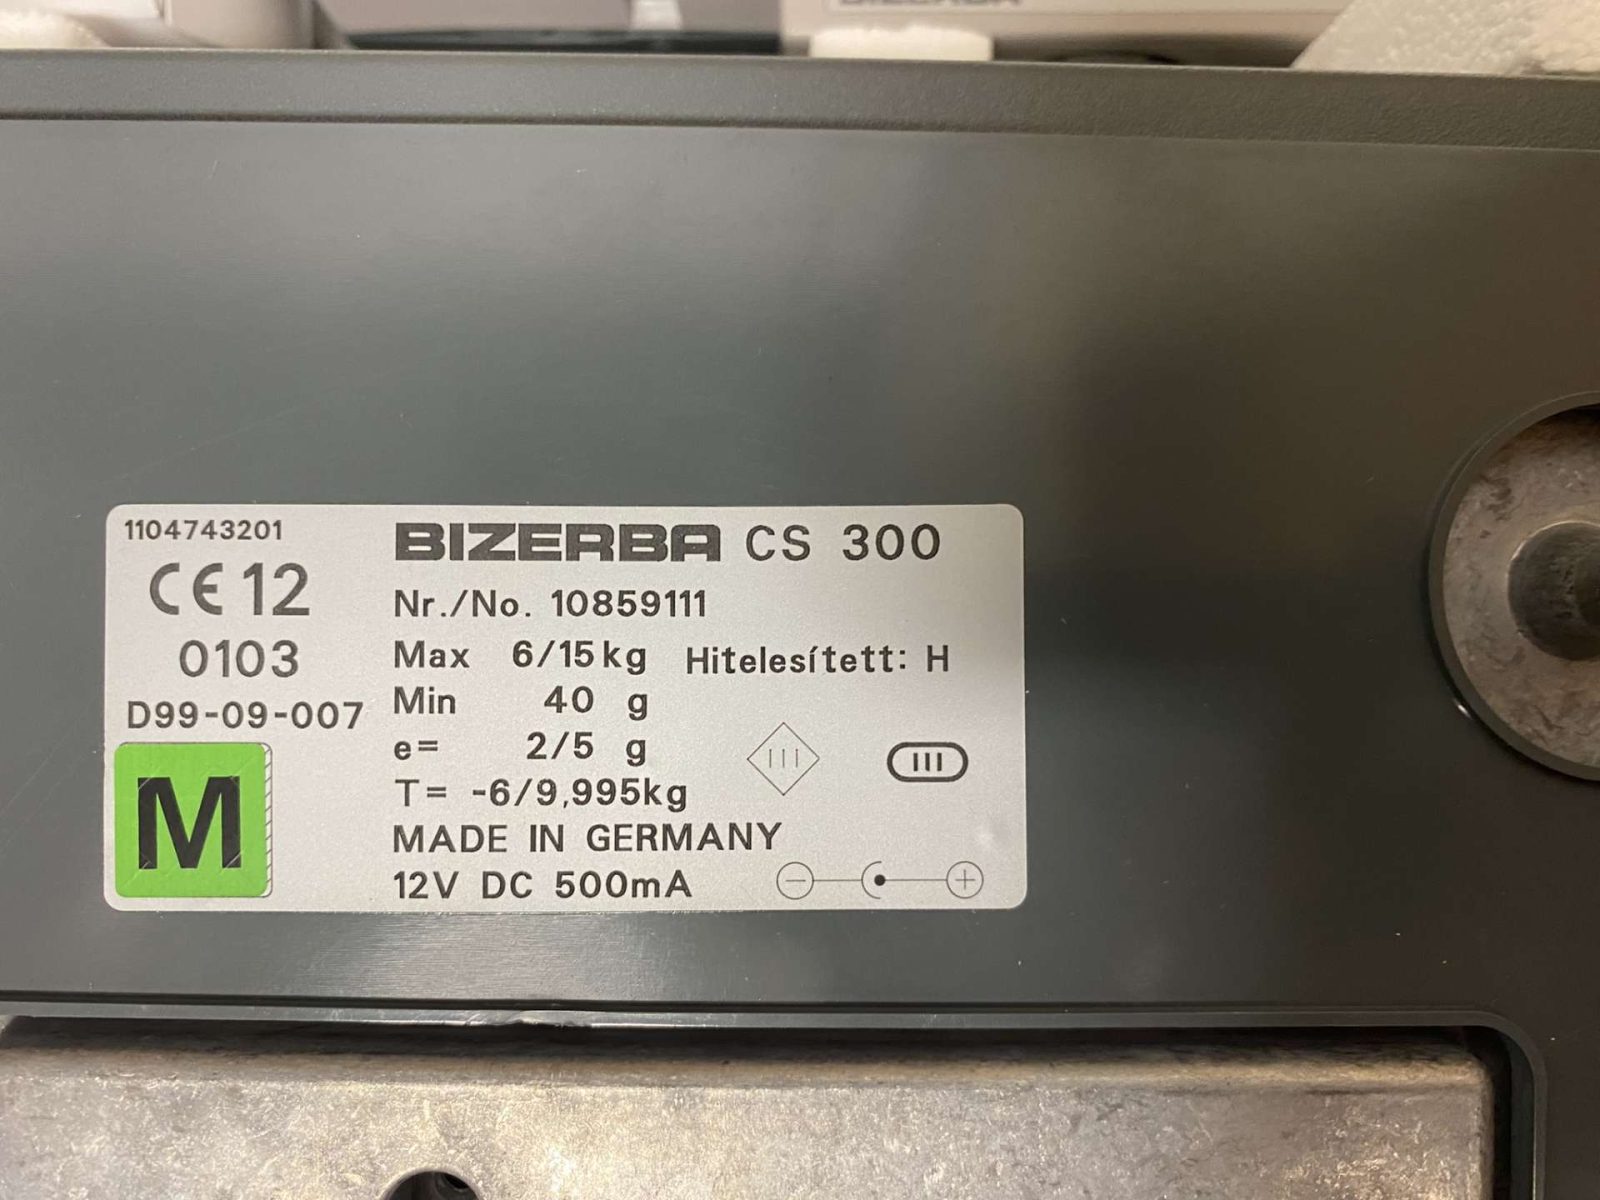 1104743201
CE 12
0103
D99-09-007
M
BIZERBA CS 300
Nr./No. 10859111
Max 6/15kg Hitelesített: H
Min 40 g
e= 2/5 g
III III
T= -6/9,995kg
MADE IN GERMANY
12V DC 500mA